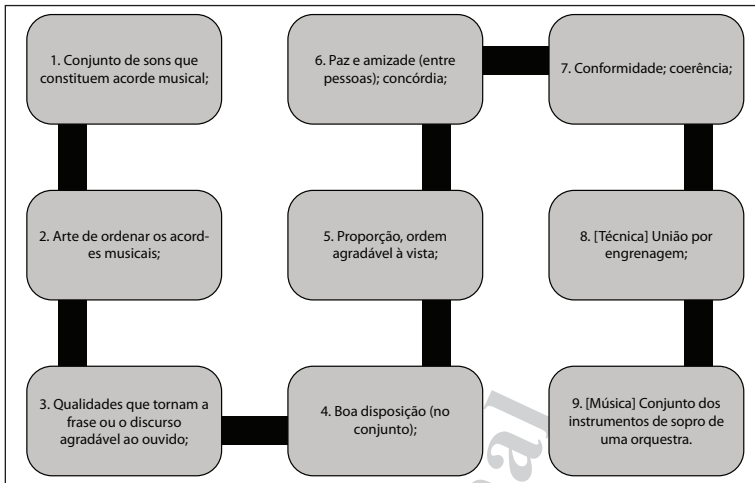 1. Conjunto de sons que
constituem acorde musical;
2. Arte de ordenar os acord-
es musicais;
3. Qualidades que tornam a
frase ou o discurso
agradável ao ouvido;
4. Boa disposição (no
conjunto);
5. Proporção, ordem
agradável à vista;
6. Paz e amizade (entre
pessoas); concórdia;
7. Conformidade; coerência;
8. [Técnica] União por
engrenagem;
9. [Música] Conjunto dos
instrumentos de sopro de
uma orquestra.